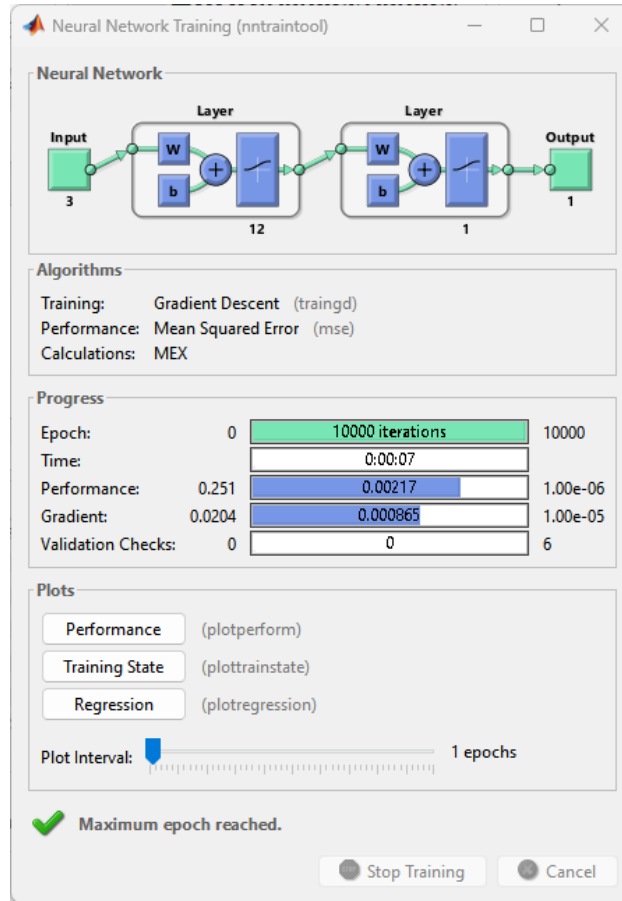 Neural Network Training (nntraintool)
Neural Network
Layer Layer
Input Output
W W
b b
3 1
12 1
Algorithms
Training: Gradient Descent (traingd)
Performance: Mean Squared Error (mse)
Calculations: MEX
Progress
Epoch: 0 10000 iterations 10000
Time: 0:00:07
Performance: 0.251 0.00217 1.00e-06
Gradient: 0.0204 0.000865 1.00e-05
Validation Checks: 0 0 6
Plots
Performance (plotperform)
Training State (plottrainstate)
Regression (plotregression)
Plot Interval: 1 epochs
Maximum epoch reached.
Stop Training Cancel